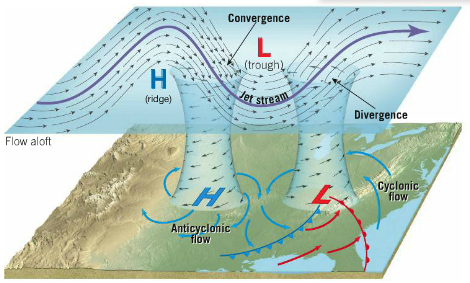 Convergence
L
(trough)
H
(ridge)
Jet stream
Divergence
Flow aloft
H
L
Cyclonic
flow
Anticyclonic
flow